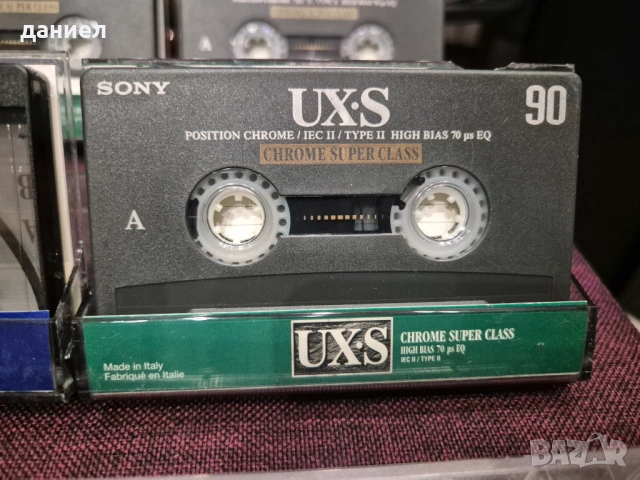 даниел
SONY
UX·S
90
POSITION CHROME / IEC II / TYPE II HIGH BIAS 70 µs EQ
CHROME SUPER CLASS
A
A
UX·S
CHROME SUPER CLASS
HIGH BIAS 70 µs EQ
IEC II / TYPE II
Made in Italy
Fabriqué en Italie
BAZAR